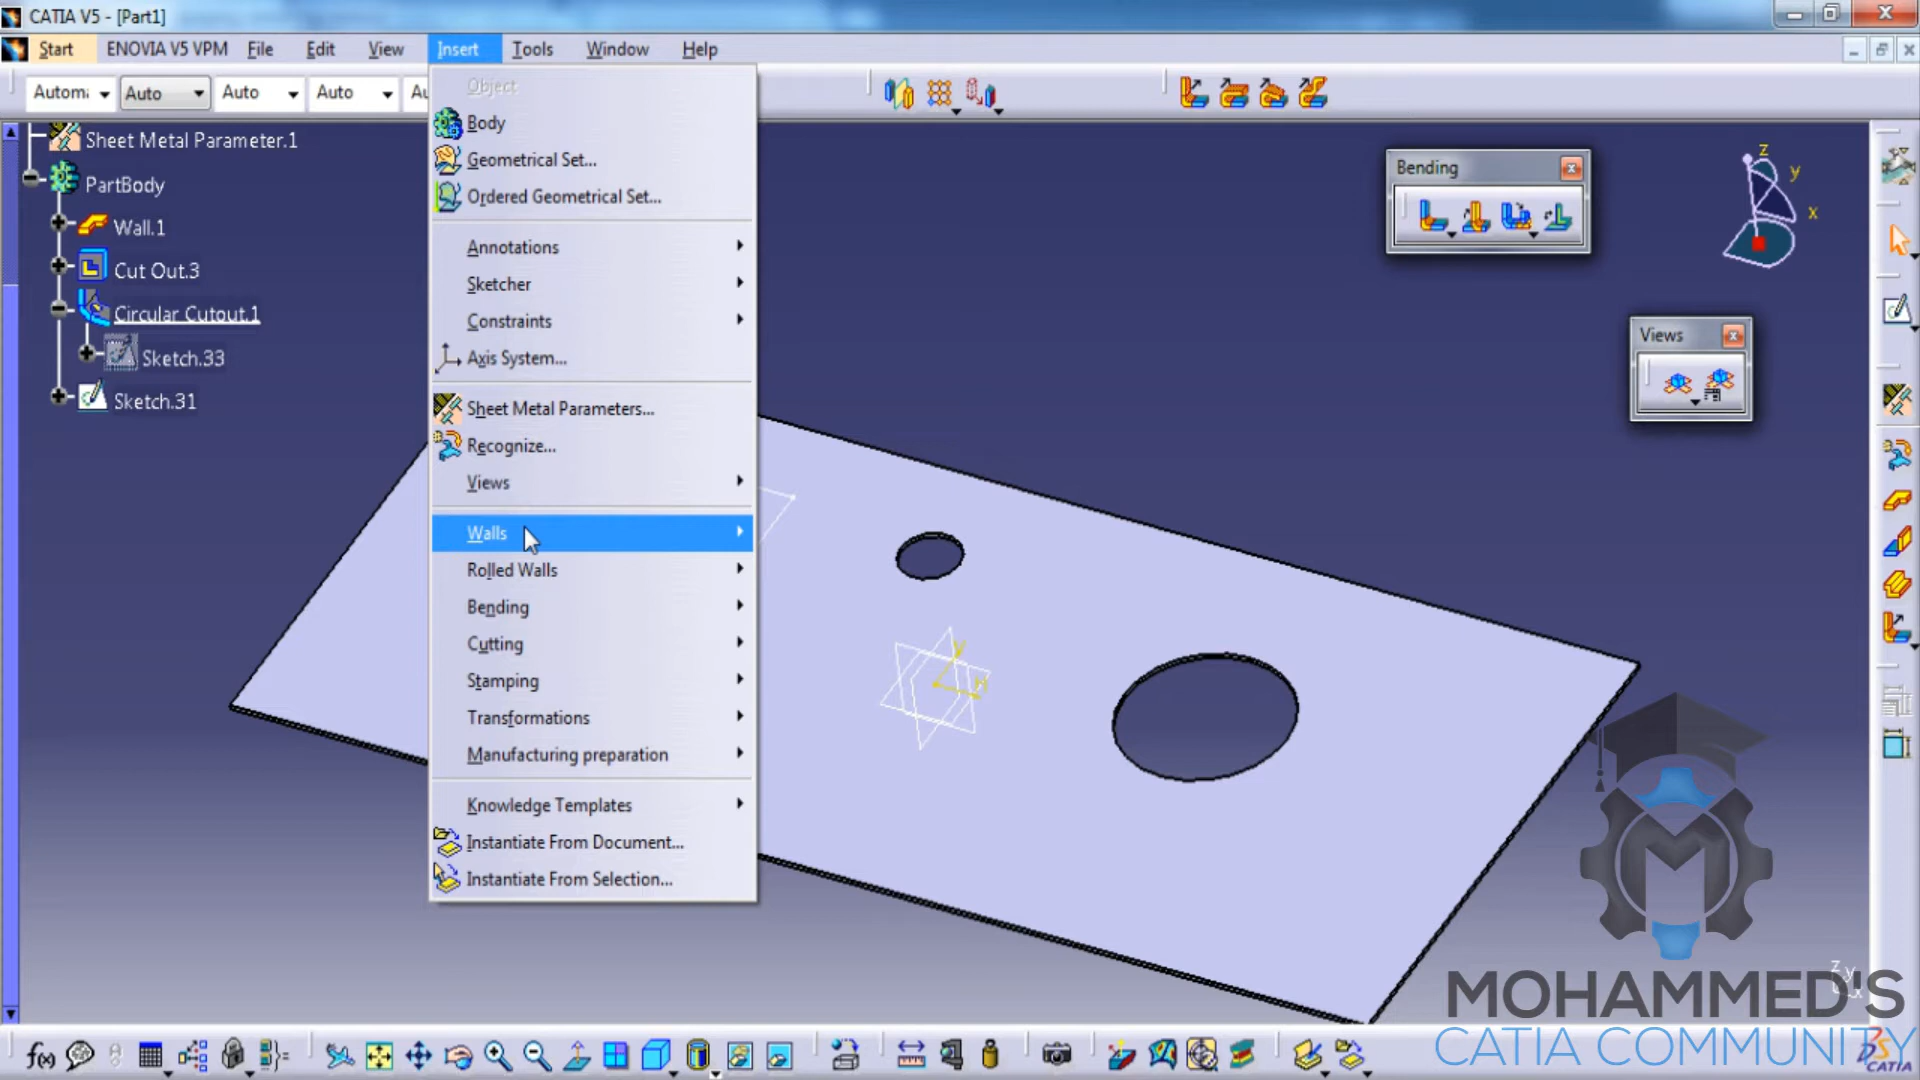 CATIA V5 - [Part1]
Start ENOVIA V5 VPM File Edit View Insert Tools Window Help
Autom Auto Auto Auto Au
Object
Body
Geometrical Set...
Ordered Geometrical Set...
Annotations
Sketcher
Constraints
Axis System...
Sheet Metal Parameters...
Recognize...
Views
Walls
Rolled Walls
Bending
Cutting
Stamping
Transformations
Manufacturing preparation
Knowledge Templates
Instantiate From Document...
Instantiate From Selection...
Sheet Metal Parameter.1
PartBody
Wall.1
Cut Out.3
Circular Cutout.1
Sketch.33
Sketch.31
Bending
Views
z
y
x
y
z y
x
MOHAMMED'S
CATIA COMMUNITY
f(x)
CATIA